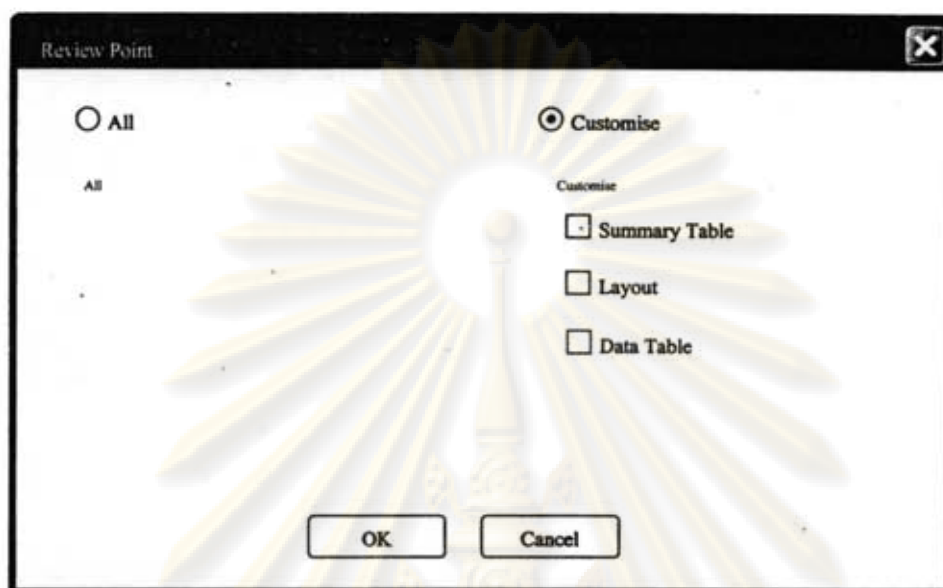 Review Point
All
Customise
All
Customise
Summary Table
Layout
Data Table
OK
Cancel